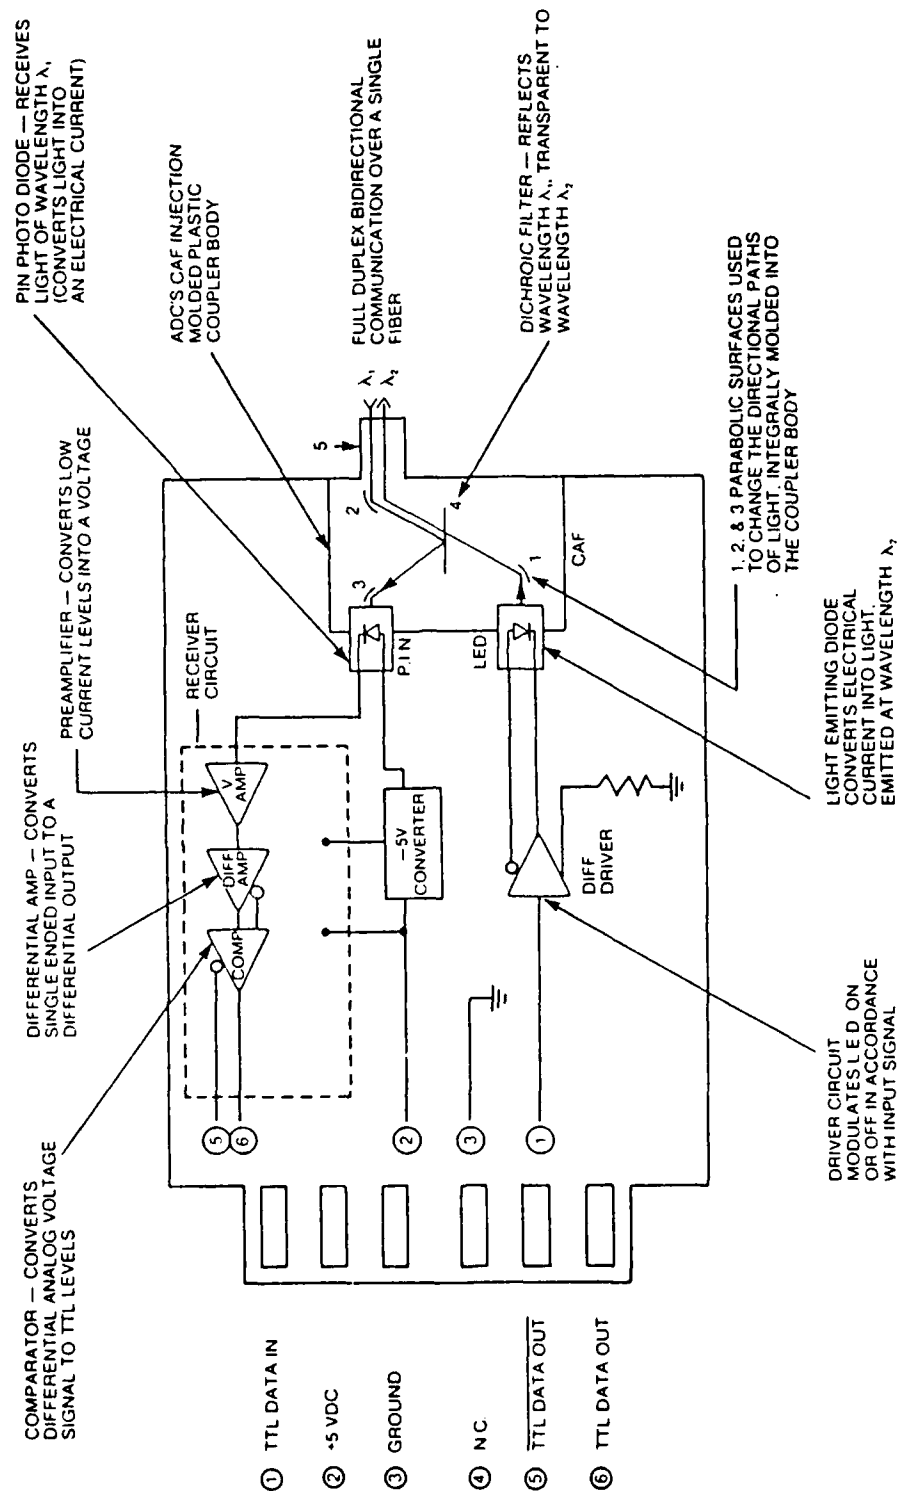 COMPARATOR — CONVERTS
DIFFERENTIAL ANALOG VOLTAGE
SIGNAL TO TTL LEVELS
DIFFERENTIAL AMP — CONVERTS
SINGLE ENDED INPUT TO A
DIFFERENTIAL OUTPUT
PREAMPLIFIER — CONVERTS LOW
CURRENT LEVELS INTO A VOLTAGE
PIN PHOTO DIODE — RECEIVES
LIGHT OF WAVELENGTH λ₁
(CONVERTS LIGHT INTO
AN ELECTRICAL CURRENT)
RECEIVER
CIRCUIT
ADC'S CAF INJECTION
MOLDED PLASTIC
COUPLER BODY
5
6
COMP
DIFF
AMP
V
AMP
2
−5V
CONVERTER
P.I.N
3
2
5
λ₁
λ₂
FULL DUPLEX BIDIRECTIONAL
COMMUNICATION OVER A SINGLE
FIBER
3
4
DICHROIC FILTER — REFLECTS
WAVELENGTH λ₁, TRANSPARENT TO
WAVELENGTH λ₂
1
DIFF
DRIVER
LED
1
CAF
① TTL DATA IN
② +5 VDC
③ GROUND
④ N C.
⑤ T̅T̅L̅ ̅D̅A̅T̅A̅ ̅O̅U̅T̅
⑥ TTL DATA OUT
DRIVER CIRCUIT
MODULATES L E D ON
OR OFF IN ACCORDANCE
WITH INPUT SIGNAL
LIGHT EMITTING DIODE
CONVERTS ELECTRICAL
CURRENT INTO LIGHT.
EMITTED AT WAVELENGTH λ₂
1, 2, & 3 PARABOLIC SURFACES USED
TO CHANGE THE DIRECTIONAL PATHS
OF LIGHT. INTEGRALLY MOLDED INTO
THE COUPLER BODY